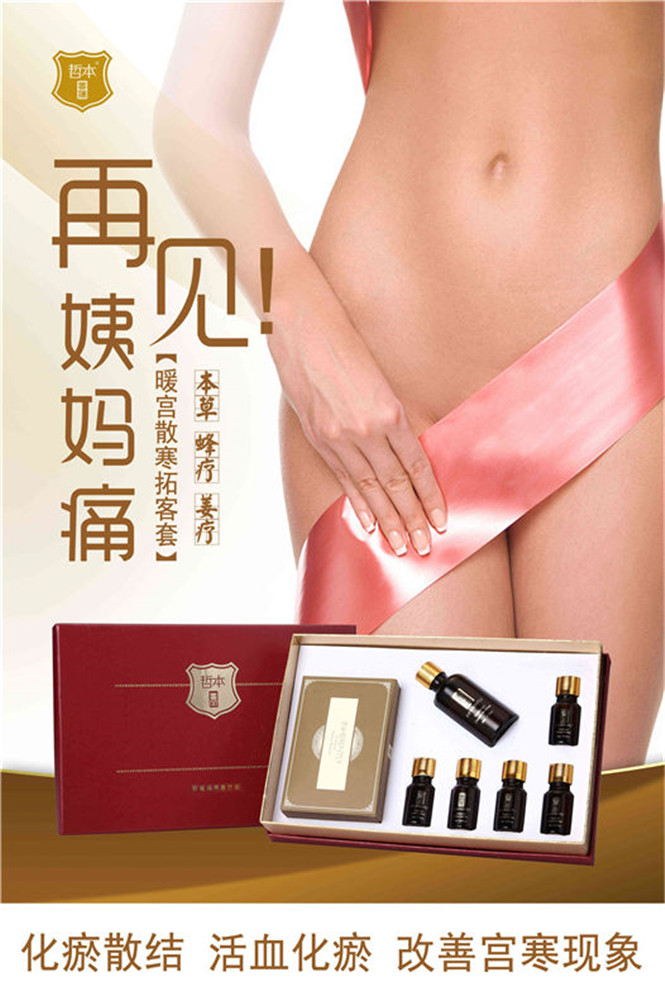 哲本
再见!
姨妈痛
【暖宫散寒拓客套】
本草 蜂疗 姜疗
哲本
化瘀散结 活血化瘀 改善宫寒现象